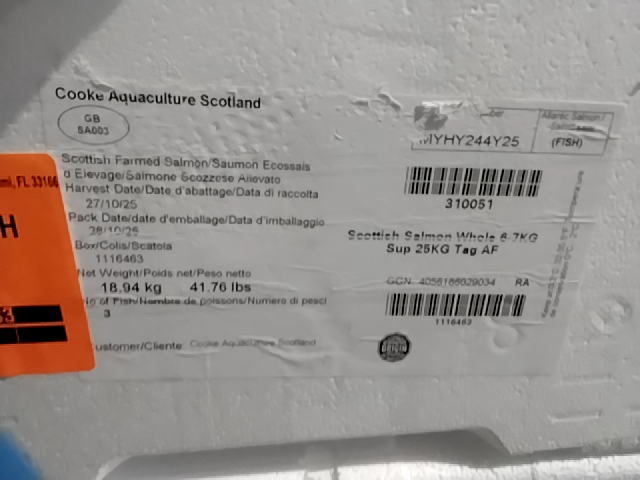 Cooke Aquaculture Scotland
GB
SA003
Scottish Farmed Salmon/Saumon Ecossais
d Elevage/Salmone Scozzese Allevato
Harvest Date/Date d'abattage/Data di raccolta
27/10/25
Pack Date/date d'emballage/Data d'imballaggio
28/10/25
Box/Colis/Scatola
1116463
Net Weight/Poids net/Peso netto
18.94 kg 41.76 lbs
No of Fish/Nombre de poissons/Numero di pesci
3
Customer/Cliente: Cooke Aquaculture Scotland
MYHY244Y25
Atlantic Salmon/
(FISH)
310051
Scottish Salmon Whole 6-7KG
Sup 25KG Tag AF
GCN: RA
1116463
ORIGIN
FL 33166
H